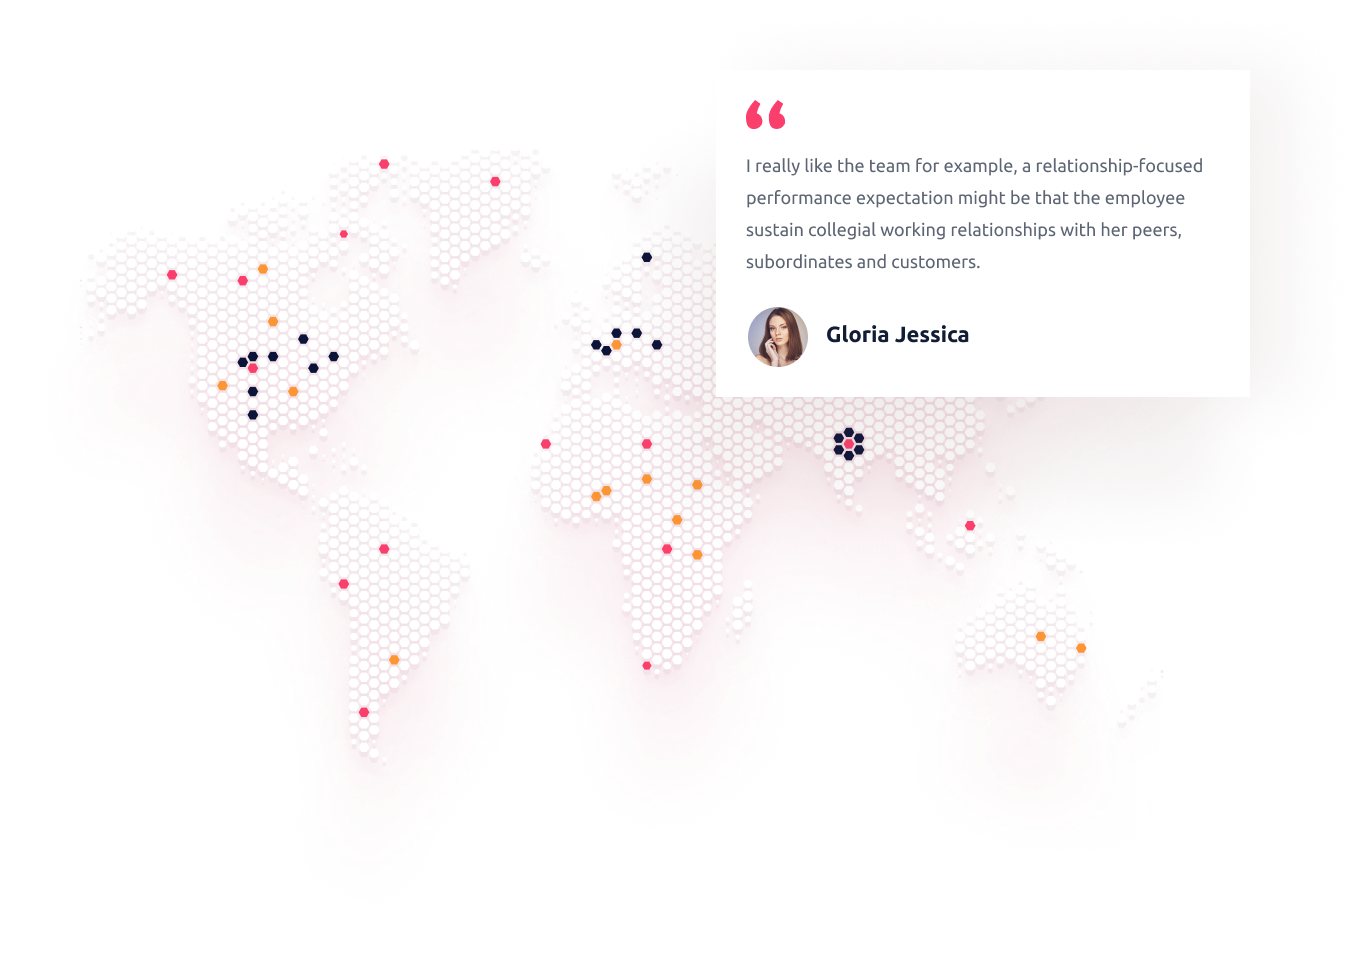 “
I really like the team for example, a relationship-focused
performance expectation might be that the employee
sustain collegial working relationships with her peers,
subordinates and customers.
Gloria Jessica